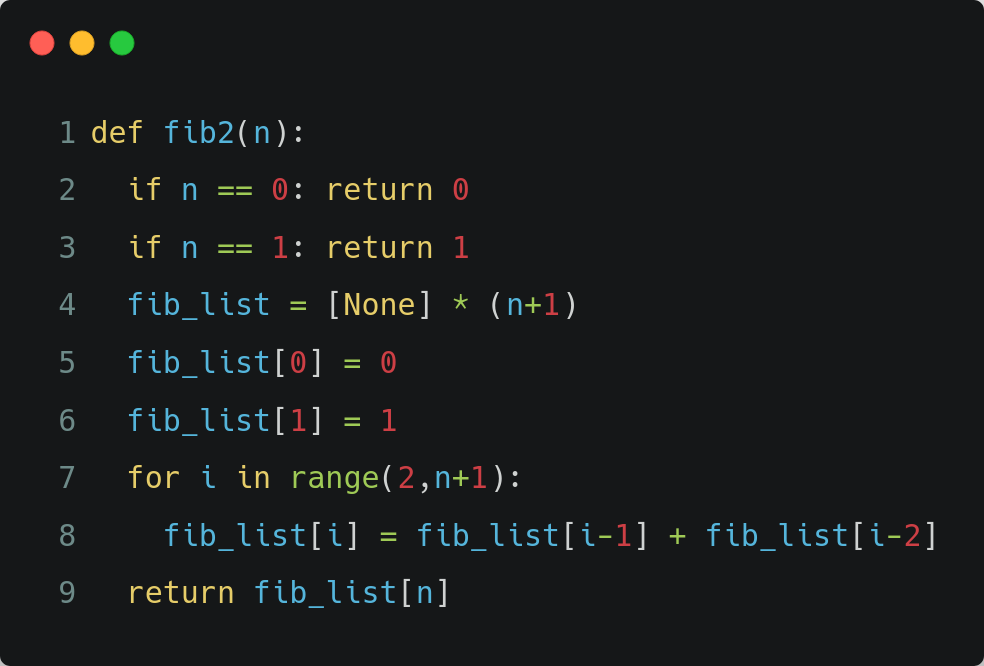 1 def fib2(n):
2   if n == 0: return 0
3   if n == 1: return 1
4   fib_list = [None] * (n+1)
5   fib_list[0] = 0
6   fib_list[1] = 1
7   for i in range(2,n+1):
8     fib_list[i] = fib_list[i-1] + fib_list[i-2]
9   return fib_list[n]